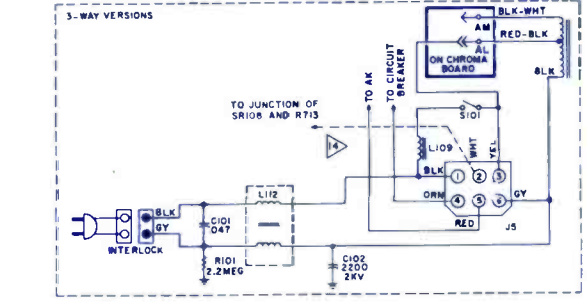 3-WAY VERSIONS
BLK-WHT
AM
RED-BLK
AL
ON CHROMA
BOARD
BLK
TO AK
TO CIRCUIT
BREAKER
TO JUNCTION OF
SR108 AND R713
S101
14
L109
WHT
YEL
BLK
1
2
3
ORN
4
5
6
GY
RED
J5
L112
BLK
GY
INTERLOCK
C101
.047
R101
2.2MEG
C102
2200
2KV